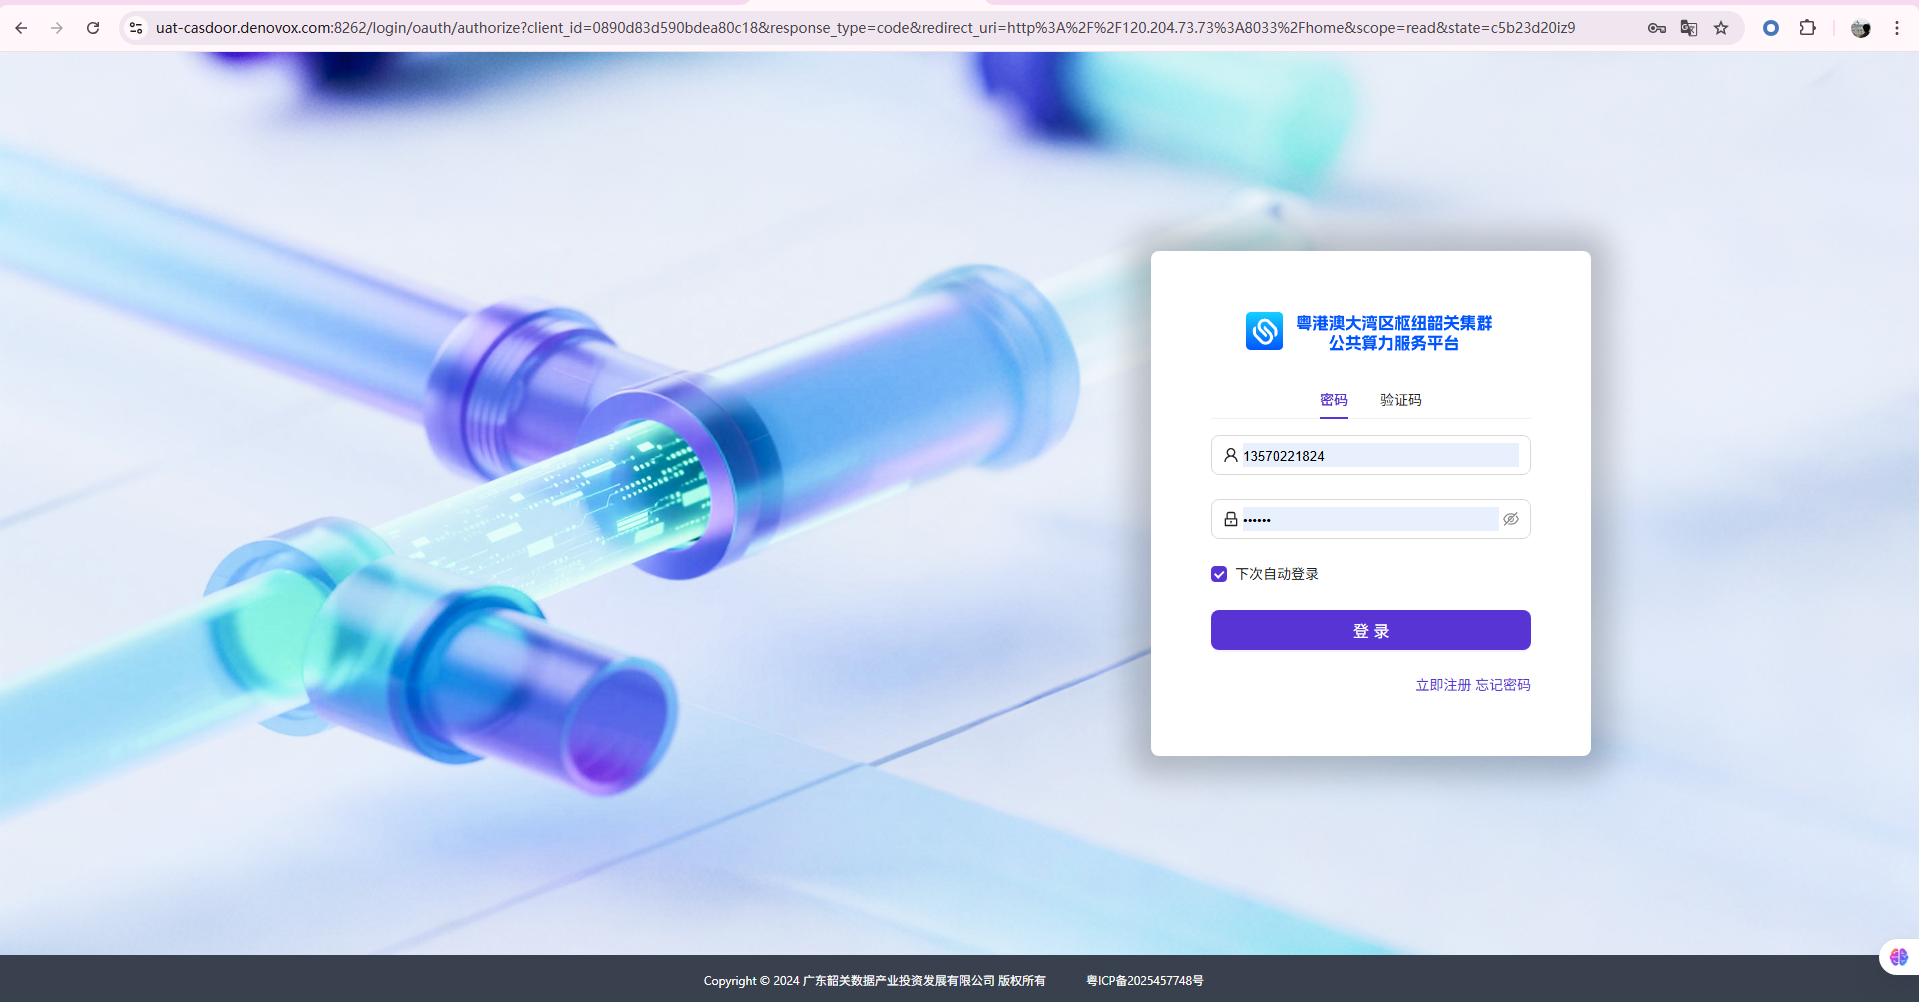 uat-casdoor.denovox.com:8262/login/oauth/authorize?client_id=0890d83d590bdea80c18&response_type=code&redirect_uri=http%3A%2F%2F120.204.73.73%3A8033%2Fhome&scope=read&state=c5b23d20iz9
粤港澳大湾区枢纽韶关集群
公共算力服务平台
密码 验证码
13570221824
••••••
下次自动登录
登 录
立即注册 忘记密码
Copyright © 2024 广东韶关数据产业投资发展有限公司 版权所有 粤ICP备2025457748号